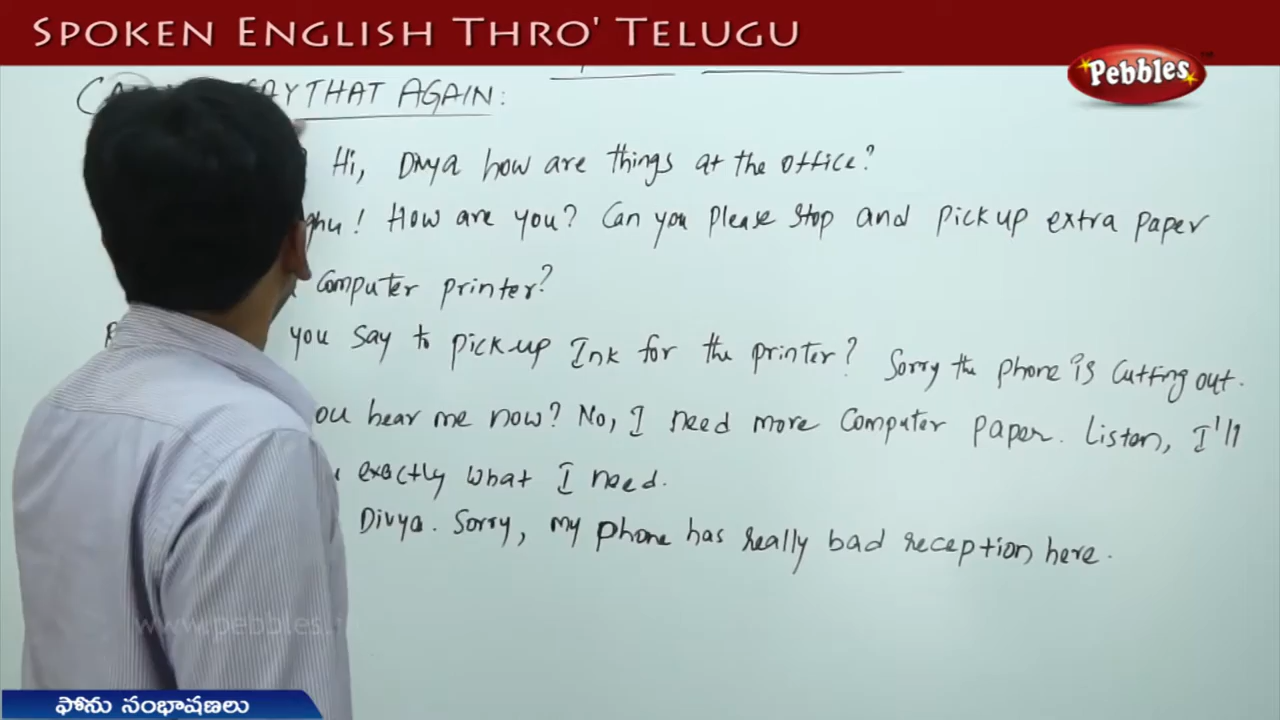 SPOKEN ENGLISH THRO' TELUGU
Pebbles
SAY THAT AGAIN:
Hi, Divya how are things at the office?
! How are you? Can you please stop and pickup extra paper
computer printer?
you say to pick-up Ink for the printer? Sorry the phone is cutting out.
hear me now? No, I need more computer paper. Listen, I'll
exactly what I need.
Divya. Sorry, my phone has really bad reception here.
www.pebbles.
ఫోను సంభాషణలు